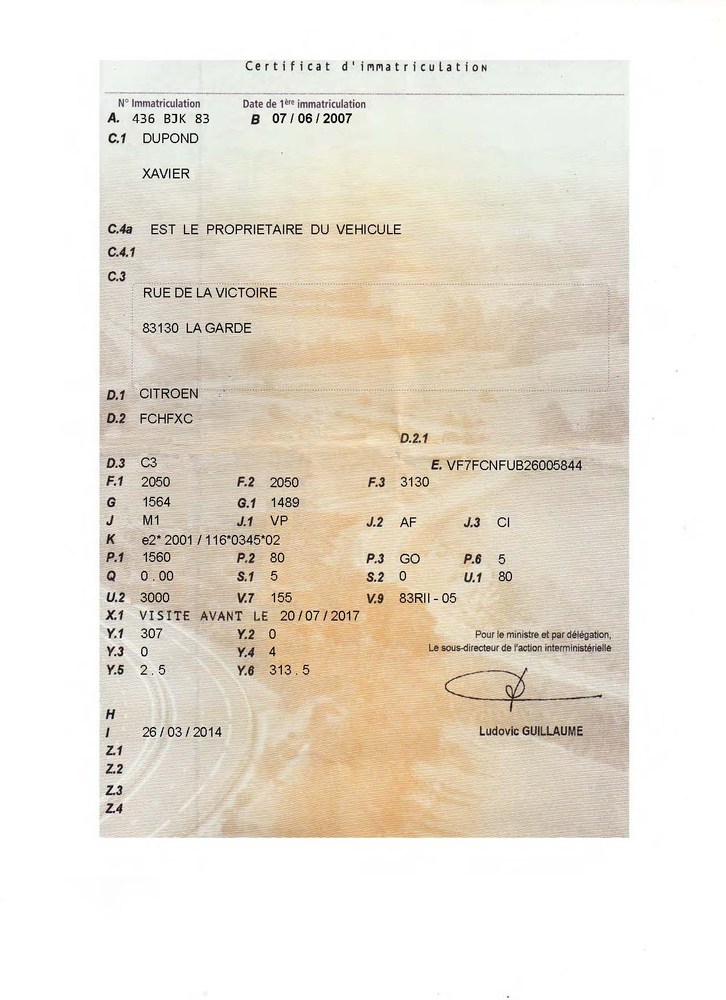 Certificat d'immatriculation
N° Immatriculation Date de 1ère immatriculation
A. 436 BJK 83 B 07 / 06 / 2007
C.1 DUPOND
XAVIER
C.4a EST LE PROPRIETAIRE DU VEHICULE
C.4.1
C.3
RUE DE LA VICTOIRE
83130 LA GARDE
D.1 CITROEN
D.2 FCHFXC
D.2.1
D.3 C3 E. VF7FCNFUB26005844
F.1 2050 F.2 2050 F.3 3130
G 1564 G.1 1489
J M1 J.1 VP J.2 AF J.3 CI
K e2* 2001 / 116*0345*02
P.1 1560 P.2 80 P.3 GO P.6 5
Q 0 . 00 S.1 5 S.2 0 U.1 80
U.2 3000 V.7 155 V.9 83RII - 05
X.1 VISITE AVANT LE 20 / 07 / 2017
Y.1 307 Y.2 0 Pour le ministre et par délégation,
Y.3 0 Y.4 4 Le sous-directeur de l'action interministérielle
Y.5 2 . 5 Y.6 313 . 5
H
I 26 / 03 / 2014 Ludovic GUILLAUME
Z.1
Z.2
Z.3
Z.4